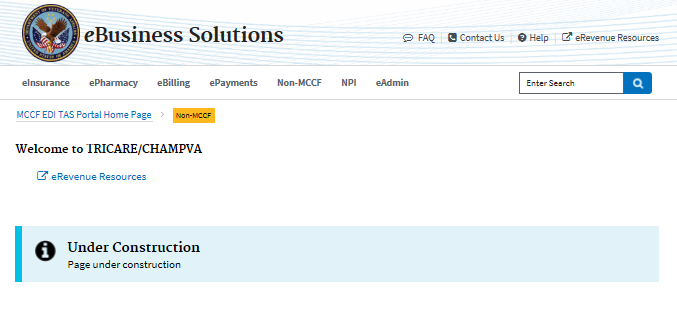 eBusiness Solutions
FAQ Contact Us Help eRevenue Resources
eInsurance ePharmacy eBilling ePayments Non-MCCF NPI eAdmin Enter Search
MCCF EDI TAS Portal Home Page > Non-MCCF
Welcome to TRICARE/CHAMPVA
eRevenue Resources
Under Construction
Page under construction